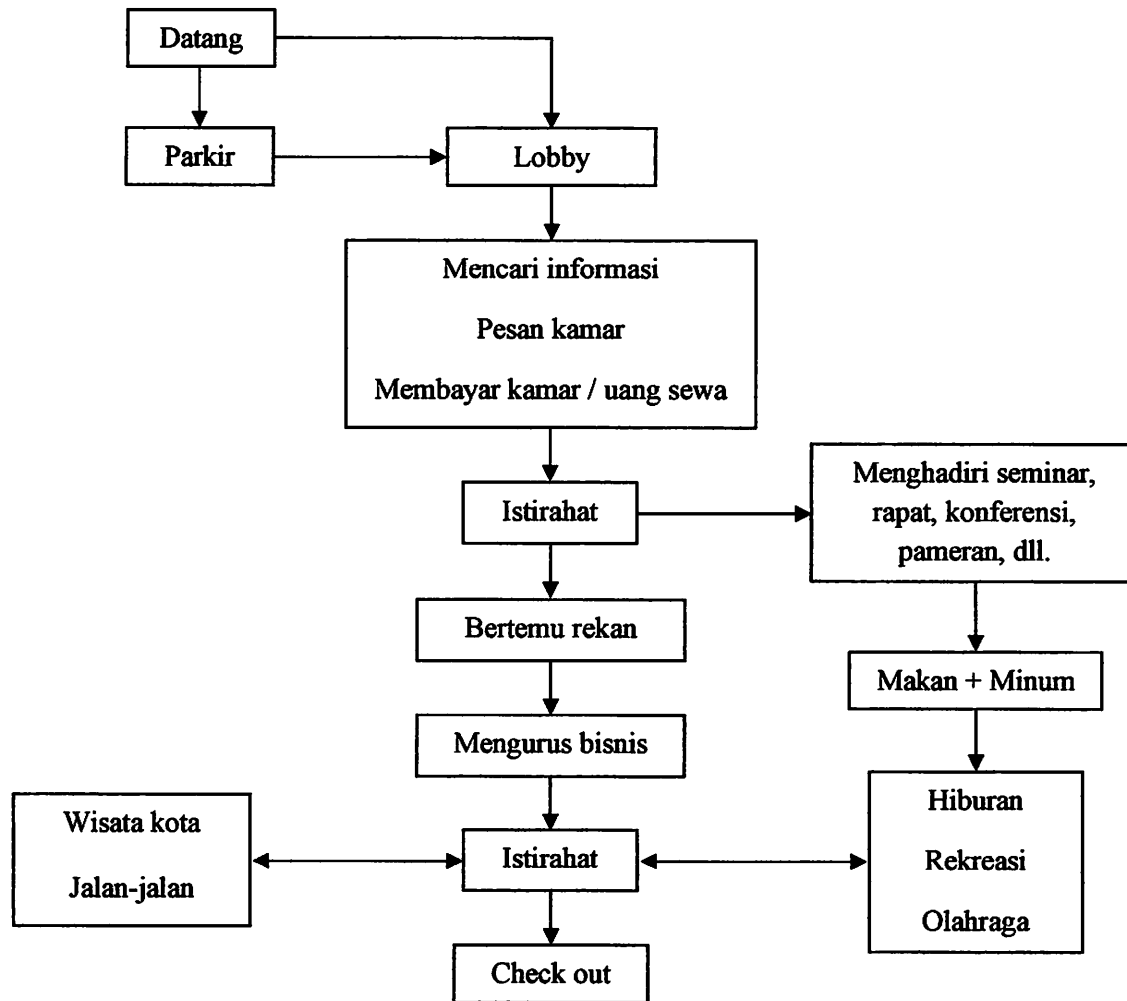 Datang
Parkir
Lobby
Mencari informasi
Pesan kamar
Membayar kamar / uang sewa
Istirahat
Menghadiri seminar,
rapat, konferensi,
pameran, dll.
Bertemu rekan
Makan + Minum
Mengurus bisnis
Wisata kota
Jalan-jalan
Istirahat
Hiburan
Rekreasi
Olahraga
Check out